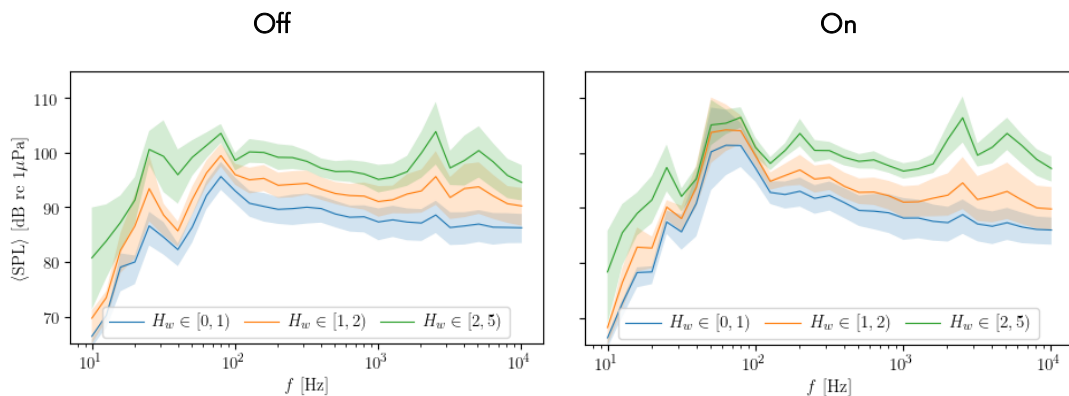 Off
On
⟨SPL⟩ [dB re 1μPa]
110
100
90
80
70
H_w ∈ [0, 1)
H_w ∈ [1, 2)
H_w ∈ [2, 5)
10^1
10^2
10^3
10^4
f [Hz]
H_w ∈ [0, 1)
H_w ∈ [1, 2)
H_w ∈ [2, 5)
10^1
10^2
10^3
10^4
f [Hz]